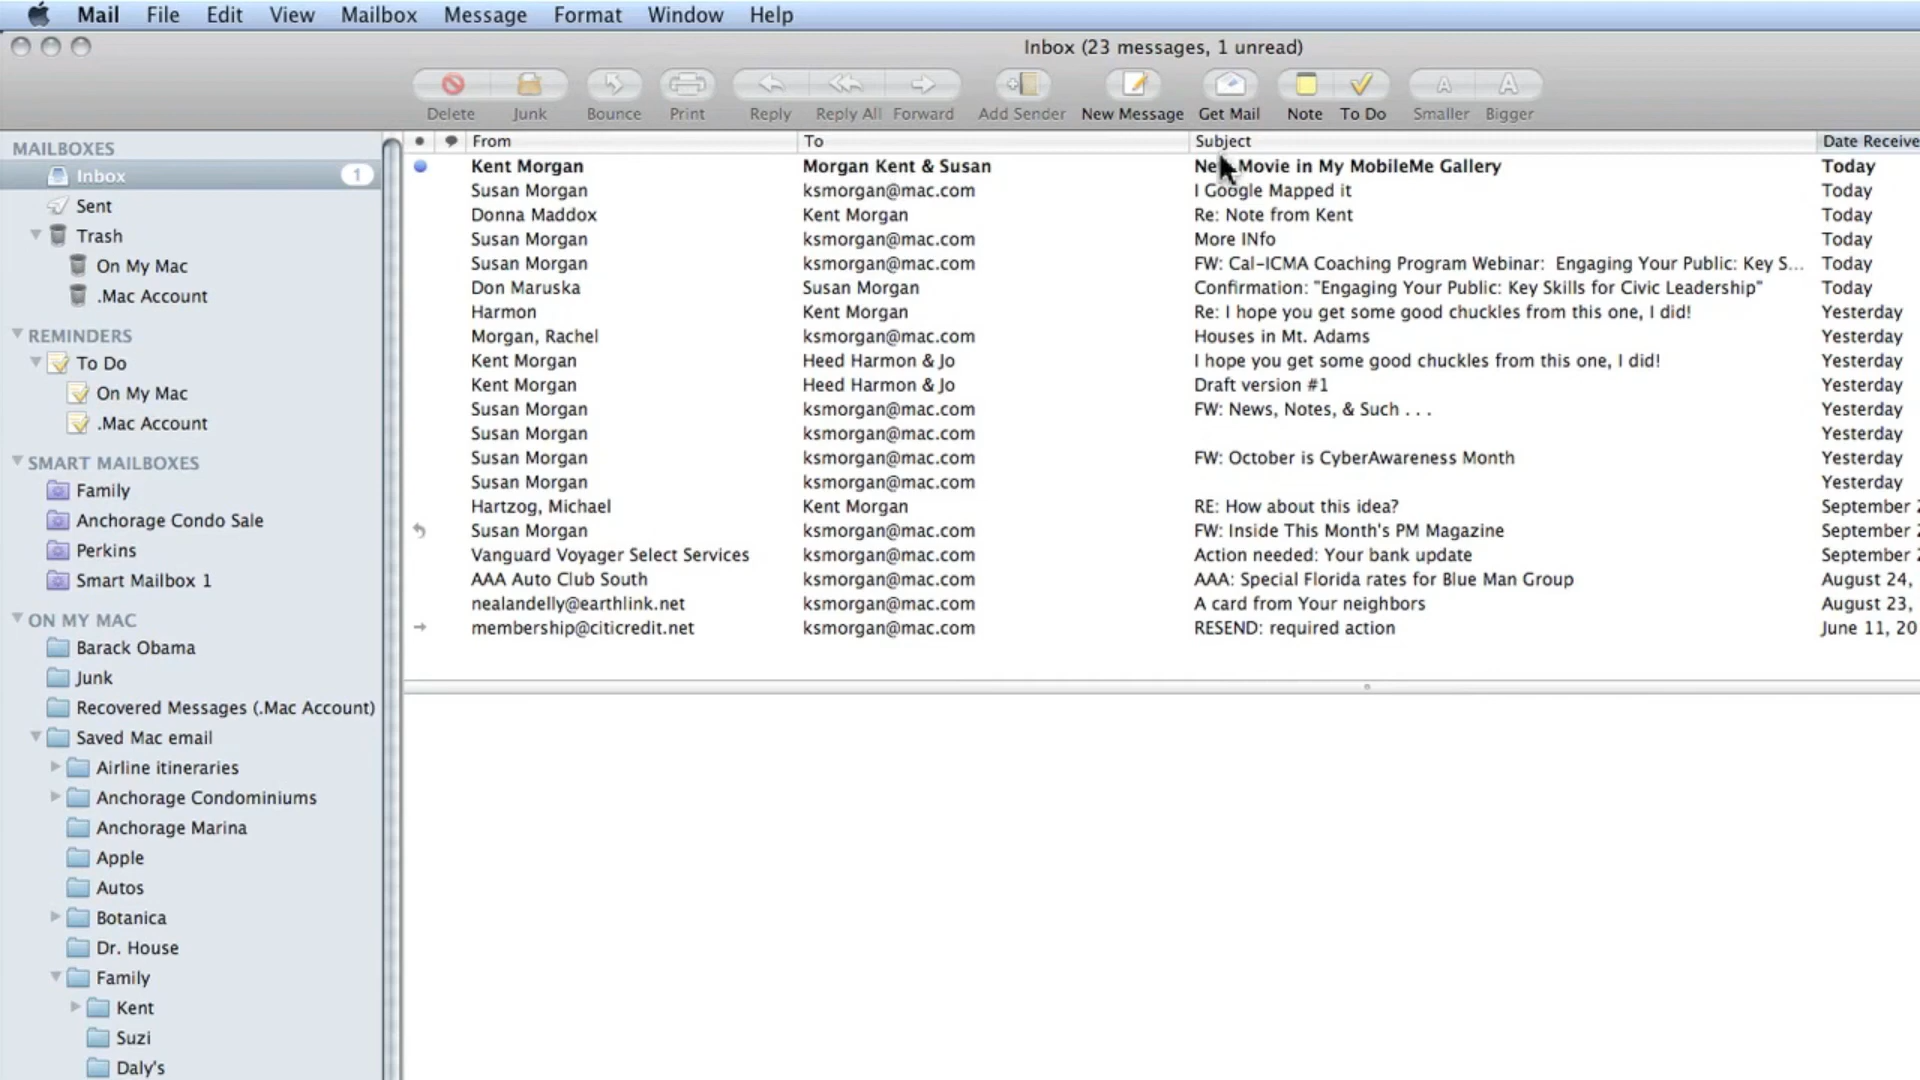 Mail File Edit View Mailbox Message Format Window Help
Inbox (23 messages, 1 unread)
Delete Junk Bounce Print Reply Reply All Forward Add Sender New Message Get Mail Note To Do Smaller Bigger
MAILBOXES
Inbox 1
Sent
Trash
On My Mac
.Mac Account
REMINDERS
To Do
On My Mac
.Mac Account
SMART MAILBOXES
Family
Anchorage Condo Sale
Perkins
Smart Mailbox 1
ON MY MAC
Barack Obama
Junk
Recovered Messages (.Mac Account)
Saved Mac email
Airline itineraries
Anchorage Condominiums
Anchorage Marina
Apple
Autos
Botanica
Dr. House
Family
Kent
Suzi
Daly's
From To Subject Date Receive
Kent Morgan Morgan Kent & Susan New Movie in My MobileMe Gallery Today
Susan Morgan ksmorgan@mac.com I Google Mapped it Today
Donna Maddox Kent Morgan Re: Note from Kent Today
Susan Morgan ksmorgan@mac.com More INfo Today
Susan Morgan ksmorgan@mac.com FW: Cal-ICMA Coaching Program Webinar: Engaging Your Public: Key S... Today
Don Maruska Susan Morgan Confirmation: "Engaging Your Public: Key Skills for Civic Leadership" Today
Harmon Kent Morgan Re: I hope you get some good chuckles from this one, I did! Yesterday
Morgan, Rachel ksmorgan@mac.com Houses in Mt. Adams Yesterday
Kent Morgan Heed Harmon & Jo I hope you get some good chuckles from this one, I did! Yesterday
Kent Morgan Heed Harmon & Jo Draft version #1 Yesterday
Susan Morgan ksmorgan@mac.com FW: News, Notes, & Such . . . Yesterday
Susan Morgan ksmorgan@mac.com Yesterday
Susan Morgan ksmorgan@mac.com FW: October is CyberAwareness Month Yesterday
Susan Morgan ksmorgan@mac.com Yesterday
Hartzog, Michael Kent Morgan RE: How about this idea? September 2
Susan Morgan ksmorgan@mac.com FW: Inside This Month's PM Magazine September 2
Vanguard Voyager Select Services ksmorgan@mac.com Action needed: Your bank update September 2
AAA Auto Club South ksmorgan@mac.com AAA: Special Florida rates for Blue Man Group August 24,
nealandelly@earthlink.net ksmorgan@mac.com A card from Your neighbors August 23,
membership@citicredit.net ksmorgan@mac.com RESEND: required action June 11, 20